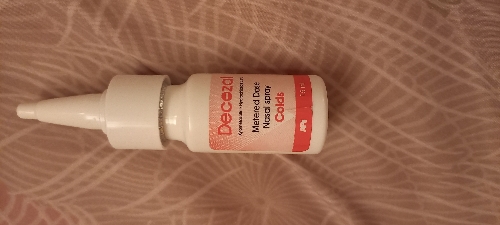 Decezal
Metered Dose
Nasal spray
Colds